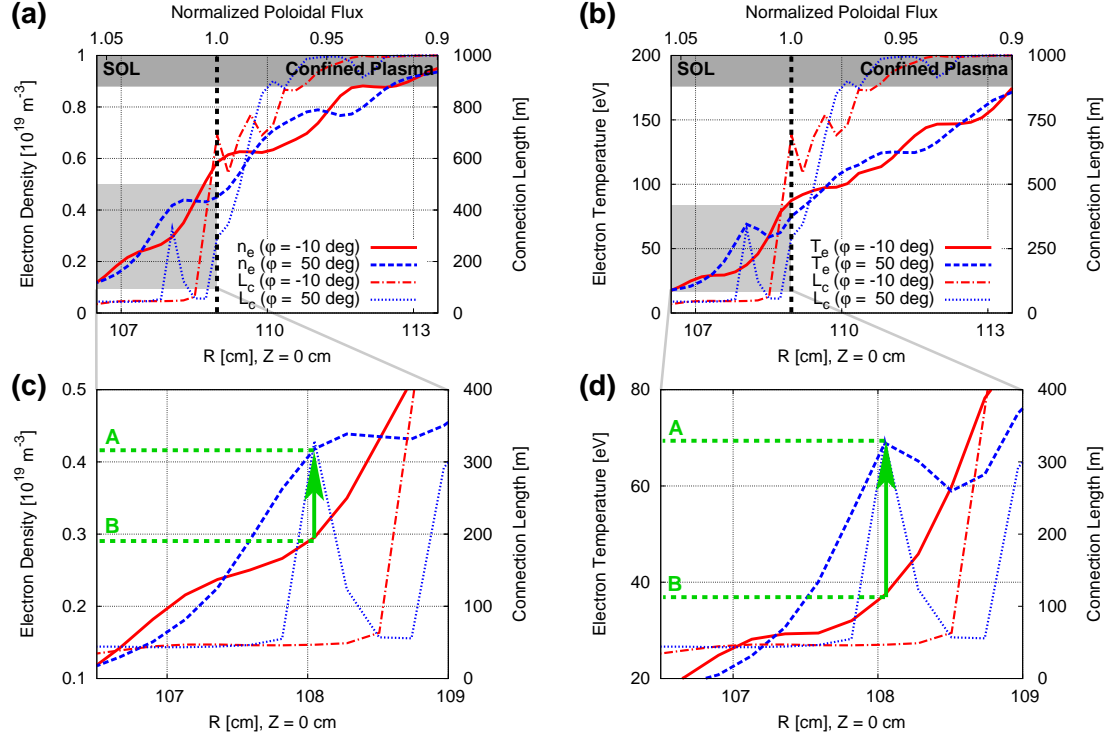 (a)
Normalized Poloidal Flux
1.05 1.0 0.95 0.9
SOL Confined Plasma
Electron Density [10^19 m^-3]
1
0.8
0.6
0.4
0.2
0
Connection Length [m]
1000
800
600
400
200
0
n_e (φ = -10 deg)
n_e (φ = 50 deg)
L_c (φ = -10 deg)
L_c (φ = 50 deg)
107 110 113
R [cm], Z = 0 cm
(b)
Normalized Poloidal Flux
1.05 1.0 0.95 0.9
SOL Confined Plasma
Electron Temperature [eV]
200
150
100
50
0
Connection Length [m]
1000
750
500
250
0
T_e (φ = -10 deg)
T_e (φ = 50 deg)
L_c (φ = -10 deg)
L_c (φ = 50 deg)
107 110 113
R [cm], Z = 0 cm
(c)
Electron Density [10^19 m^-3]
0.5
0.4
0.3
0.2
0.1
A
B
Connection Length [m]
400
300
200
100
0
107 108 109
R [cm], Z = 0 cm
(d)
Electron Temperature [eV]
80
60
40
20
A
B
Connection Length [m]
400
300
200
100
0
107 108 109
R [cm], Z = 0 cm